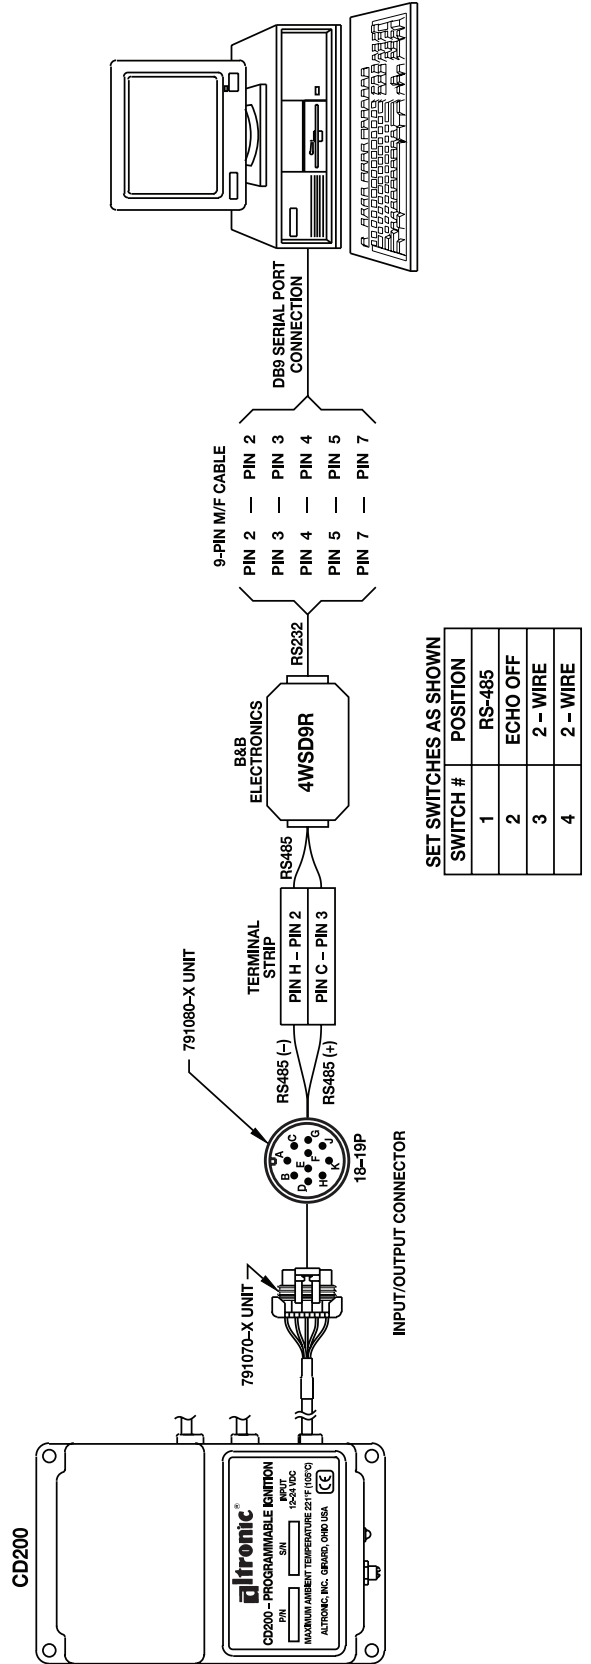 CD200
altronic®
CD200 – PROGRAMMABLE IGNITION
P/N
S/N
INPUT
12–24 VDC
MAXIMUM AMBIENT TEMPERATURE 221°F (105°C)
ALTRONIC, INC. GIRARD, OHIO USA
CE
791070–X UNIT
INPUT/OUTPUT CONNECTOR
791080–X UNIT
A
B
C
D
E
F
G
H
J
K
18–19P
RS485 (–)
RS485 (+)
TERMINAL
STRIP
PIN H – PIN 2
PIN C – PIN 3
RS485
B&B
ELECTRONICS
4WSD9R
RS232
9-PIN M/F CABLE
PIN 2 — PIN 2
PIN 3 — PIN 3
PIN 4 — PIN 4
PIN 5 — PIN 5
PIN 7 — PIN 7
DB9 SERIAL PORT
CONNECTION
SET SWITCHES AS SHOWN
SWITCH # POSITION
1 RS-485
2 ECHO OFF
3 2 – WIRE
4 2 – WIRE